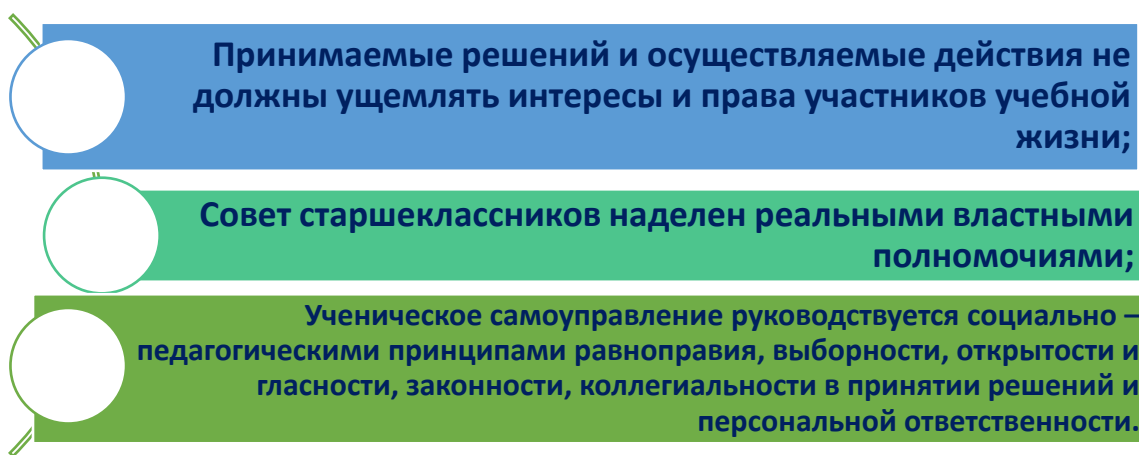 Принимаемые решений и осуществляемые действия не
должны ущемлять интересы и права участников учебной
жизни;
Совет старшеклассников наделен реальными властными
полномочиями;
Ученическое самоуправление руководствуется социально –
педагогическими принципами равноправия, выборности, открытости и
гласности, законности, коллегиальности в принятии решений и
персональной ответственности.